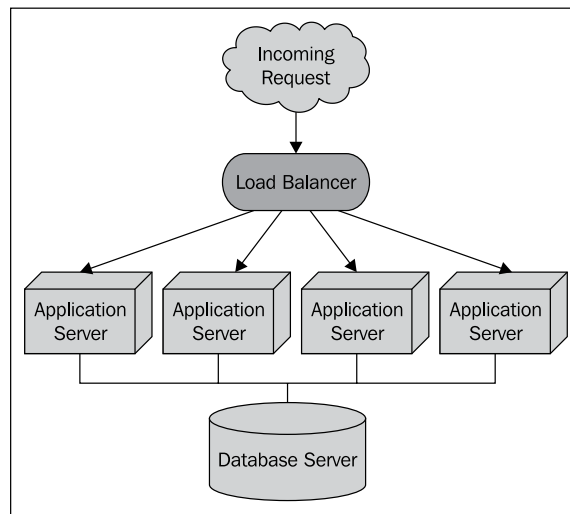 Incoming
Request
Load Balancer
Application
Server
Application
Server
Application
Server
Application
Server
Database Server